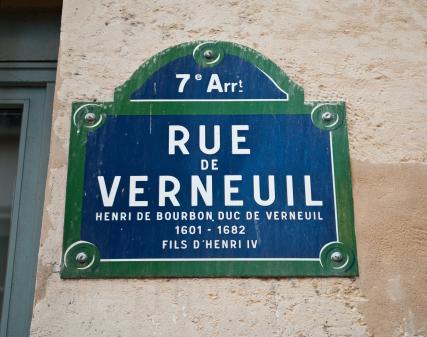 7e Arrt
RUE
DE
VERNEUIL
HENRI DE BOURBON, DUC DE VERNEUIL
1601 - 1682
FILS D'HENRI IV